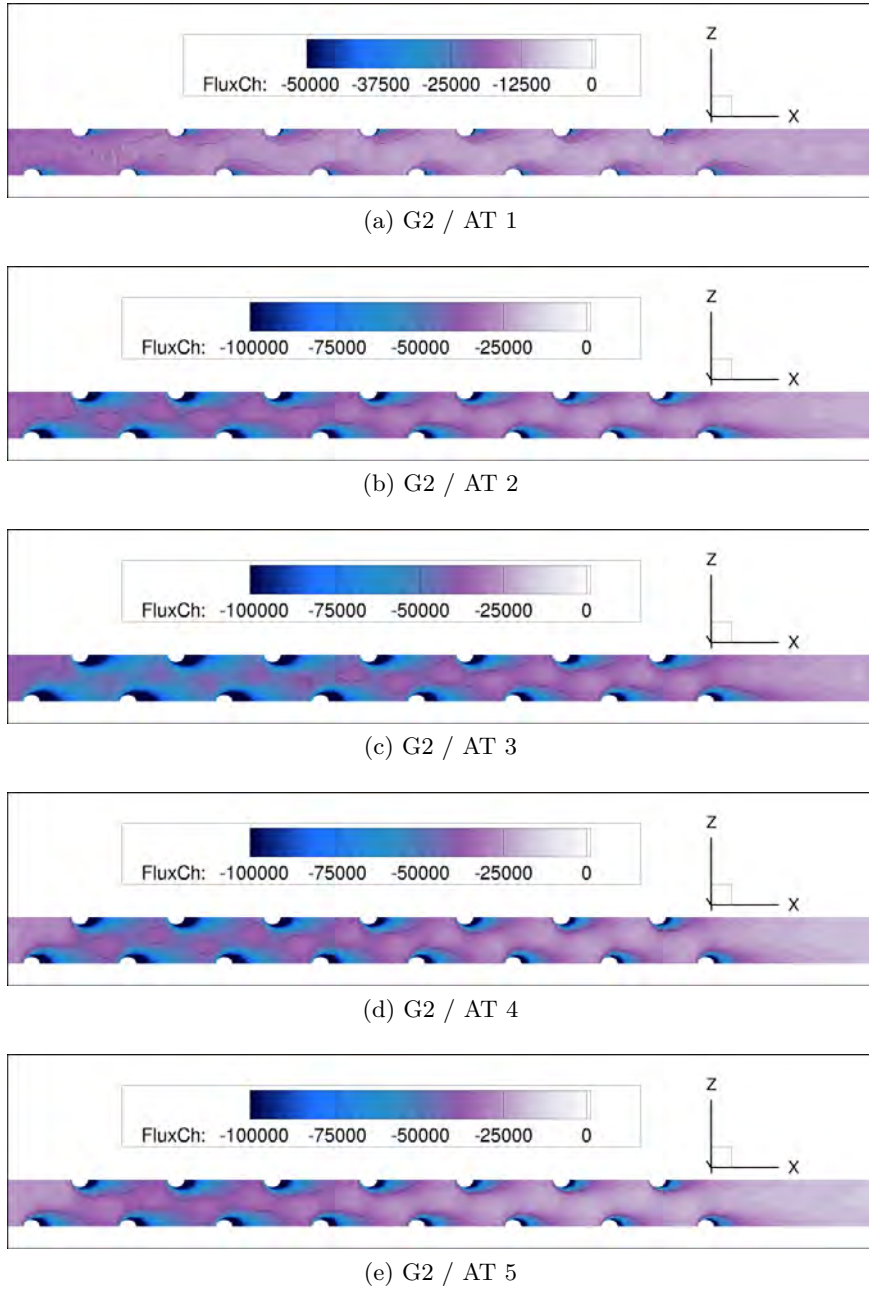 FluxCh: -50000 -37500 -25000 -12500 0
Z
X
(a) G2 / AT 1
FluxCh: -100000 -75000 -50000 -25000 0
Z
X
(b) G2 / AT 2
FluxCh: -100000 -75000 -50000 -25000 0
Z
X
(c) G2 / AT 3
FluxCh: -100000 -75000 -50000 -25000 0
Z
X
(d) G2 / AT 4
FluxCh: -100000 -75000 -50000 -25000 0
Z
X
(e) G2 / AT 5